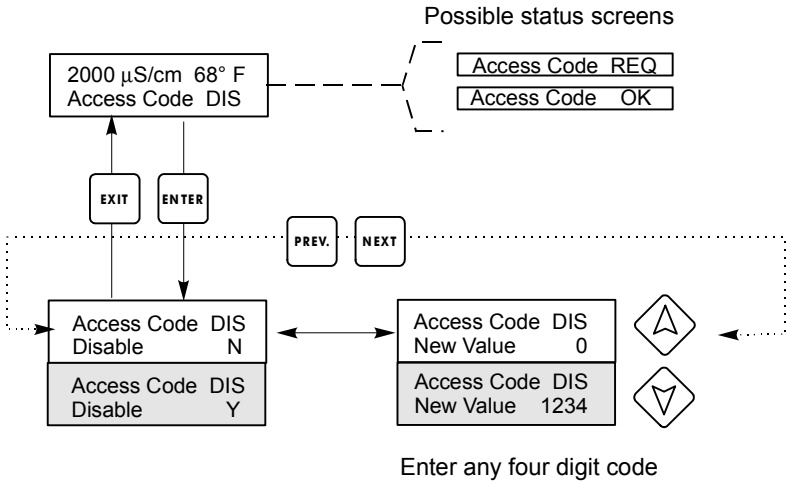 Possible status screens
2000 μS/cm 68° F
Access Code DIS
Access Code REQ
Access Code OK
EXIT
ENTER
PREV.
NEXT
Access Code DIS
Disable N
Access Code DIS
Disable Y
Access Code DIS
New Value 0
Access Code DIS
New Value 1234
Enter any four digit code